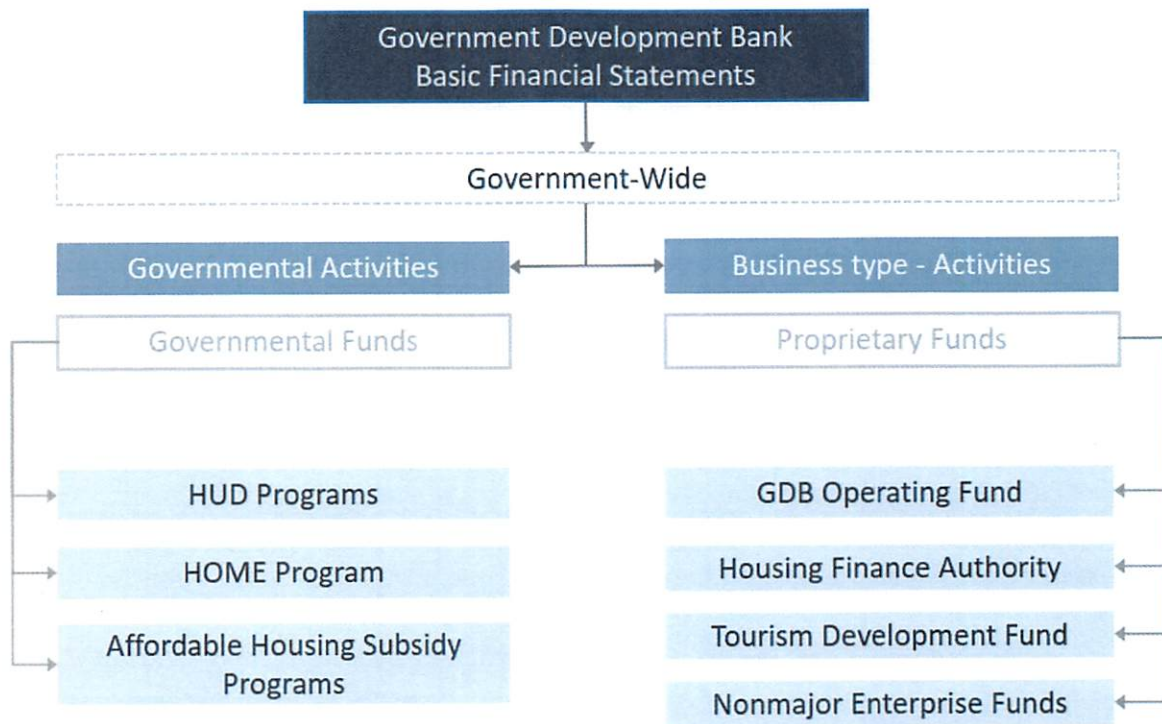 Government Development Bank
Basic Financial Statements
Government-Wide
Governmental Activities
Business type - Activities
Governmental Funds
Proprietary Funds
HUD Programs
GDB Operating Fund
HOME Program
Housing Finance Authority
Affordable Housing Subsidy
Programs
Tourism Development Fund
Nonmajor Enterprise Funds